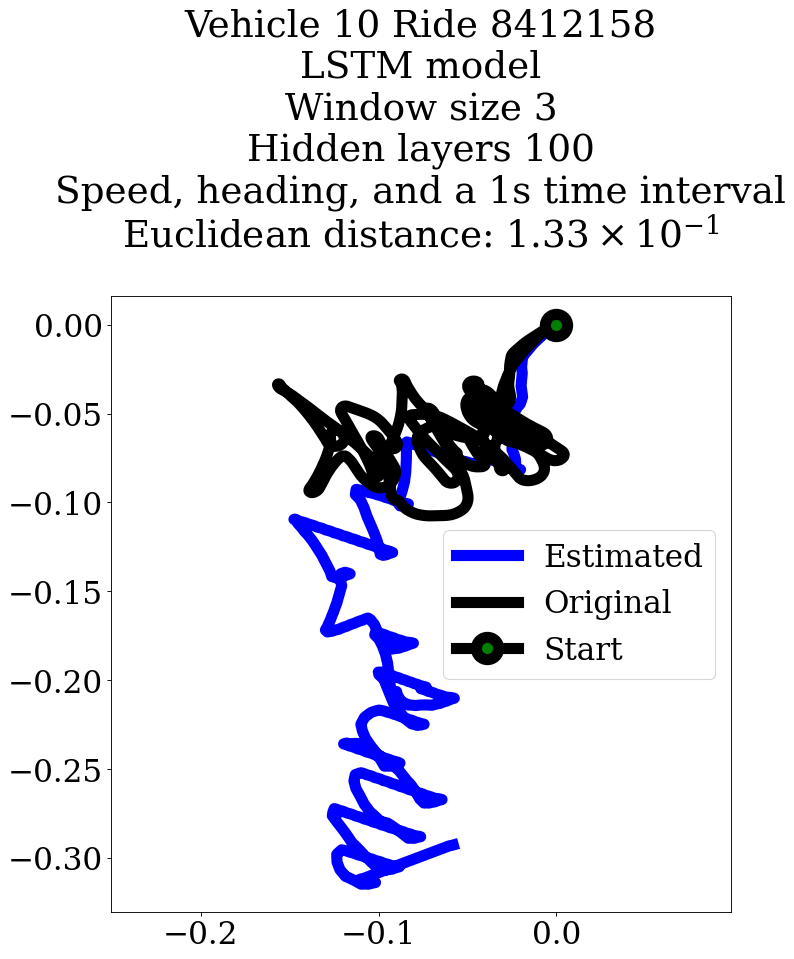 Vehicle 10 Ride 8412158
LSTM model
Window size 3
Hidden layers 100
Speed, heading, and a 1s time interval
Euclidean distance: 1.33 × 10⁻¹
0.00
−0.05
−0.10
−0.15
−0.20
−0.25
−0.30
Estimated
Original
Start
−0.2
−0.1
0.0